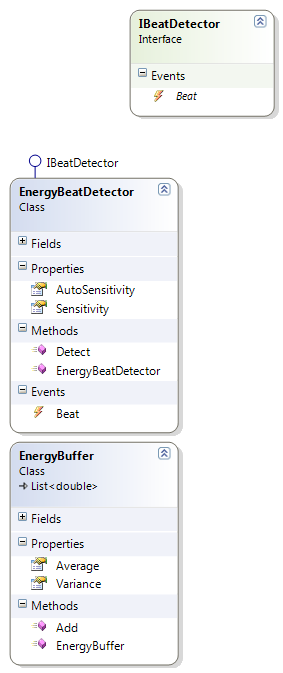 IBeatDetector
Interface
Events
Beat
IBeatDetector
EnergyBeatDetector
Class
Fields
Properties
AutoSensitivity
Sensitivity
Methods
Detect
EnergyBeatDetector
Events
Beat
EnergyBuffer
Class
List<double>
Fields
Properties
Average
Variance
Methods
Add
EnergyBuffer